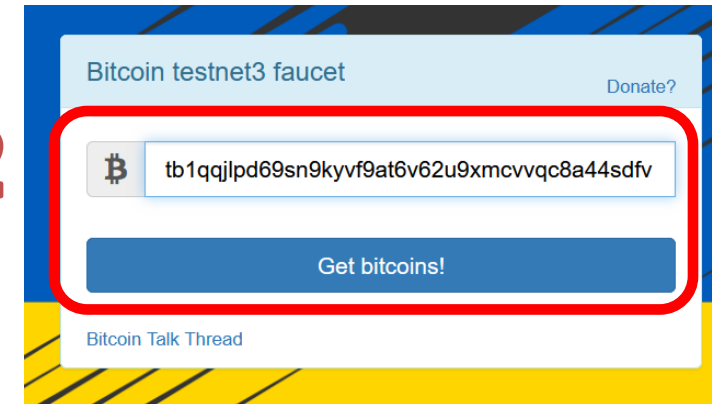 Bitcoin testnet3 faucet
Donate?
tb1qqjlpd69sn9kyvf9at6v62u9xmcvvqc8a44sdfv
Get bitcoins!
Bitcoin Talk Thread